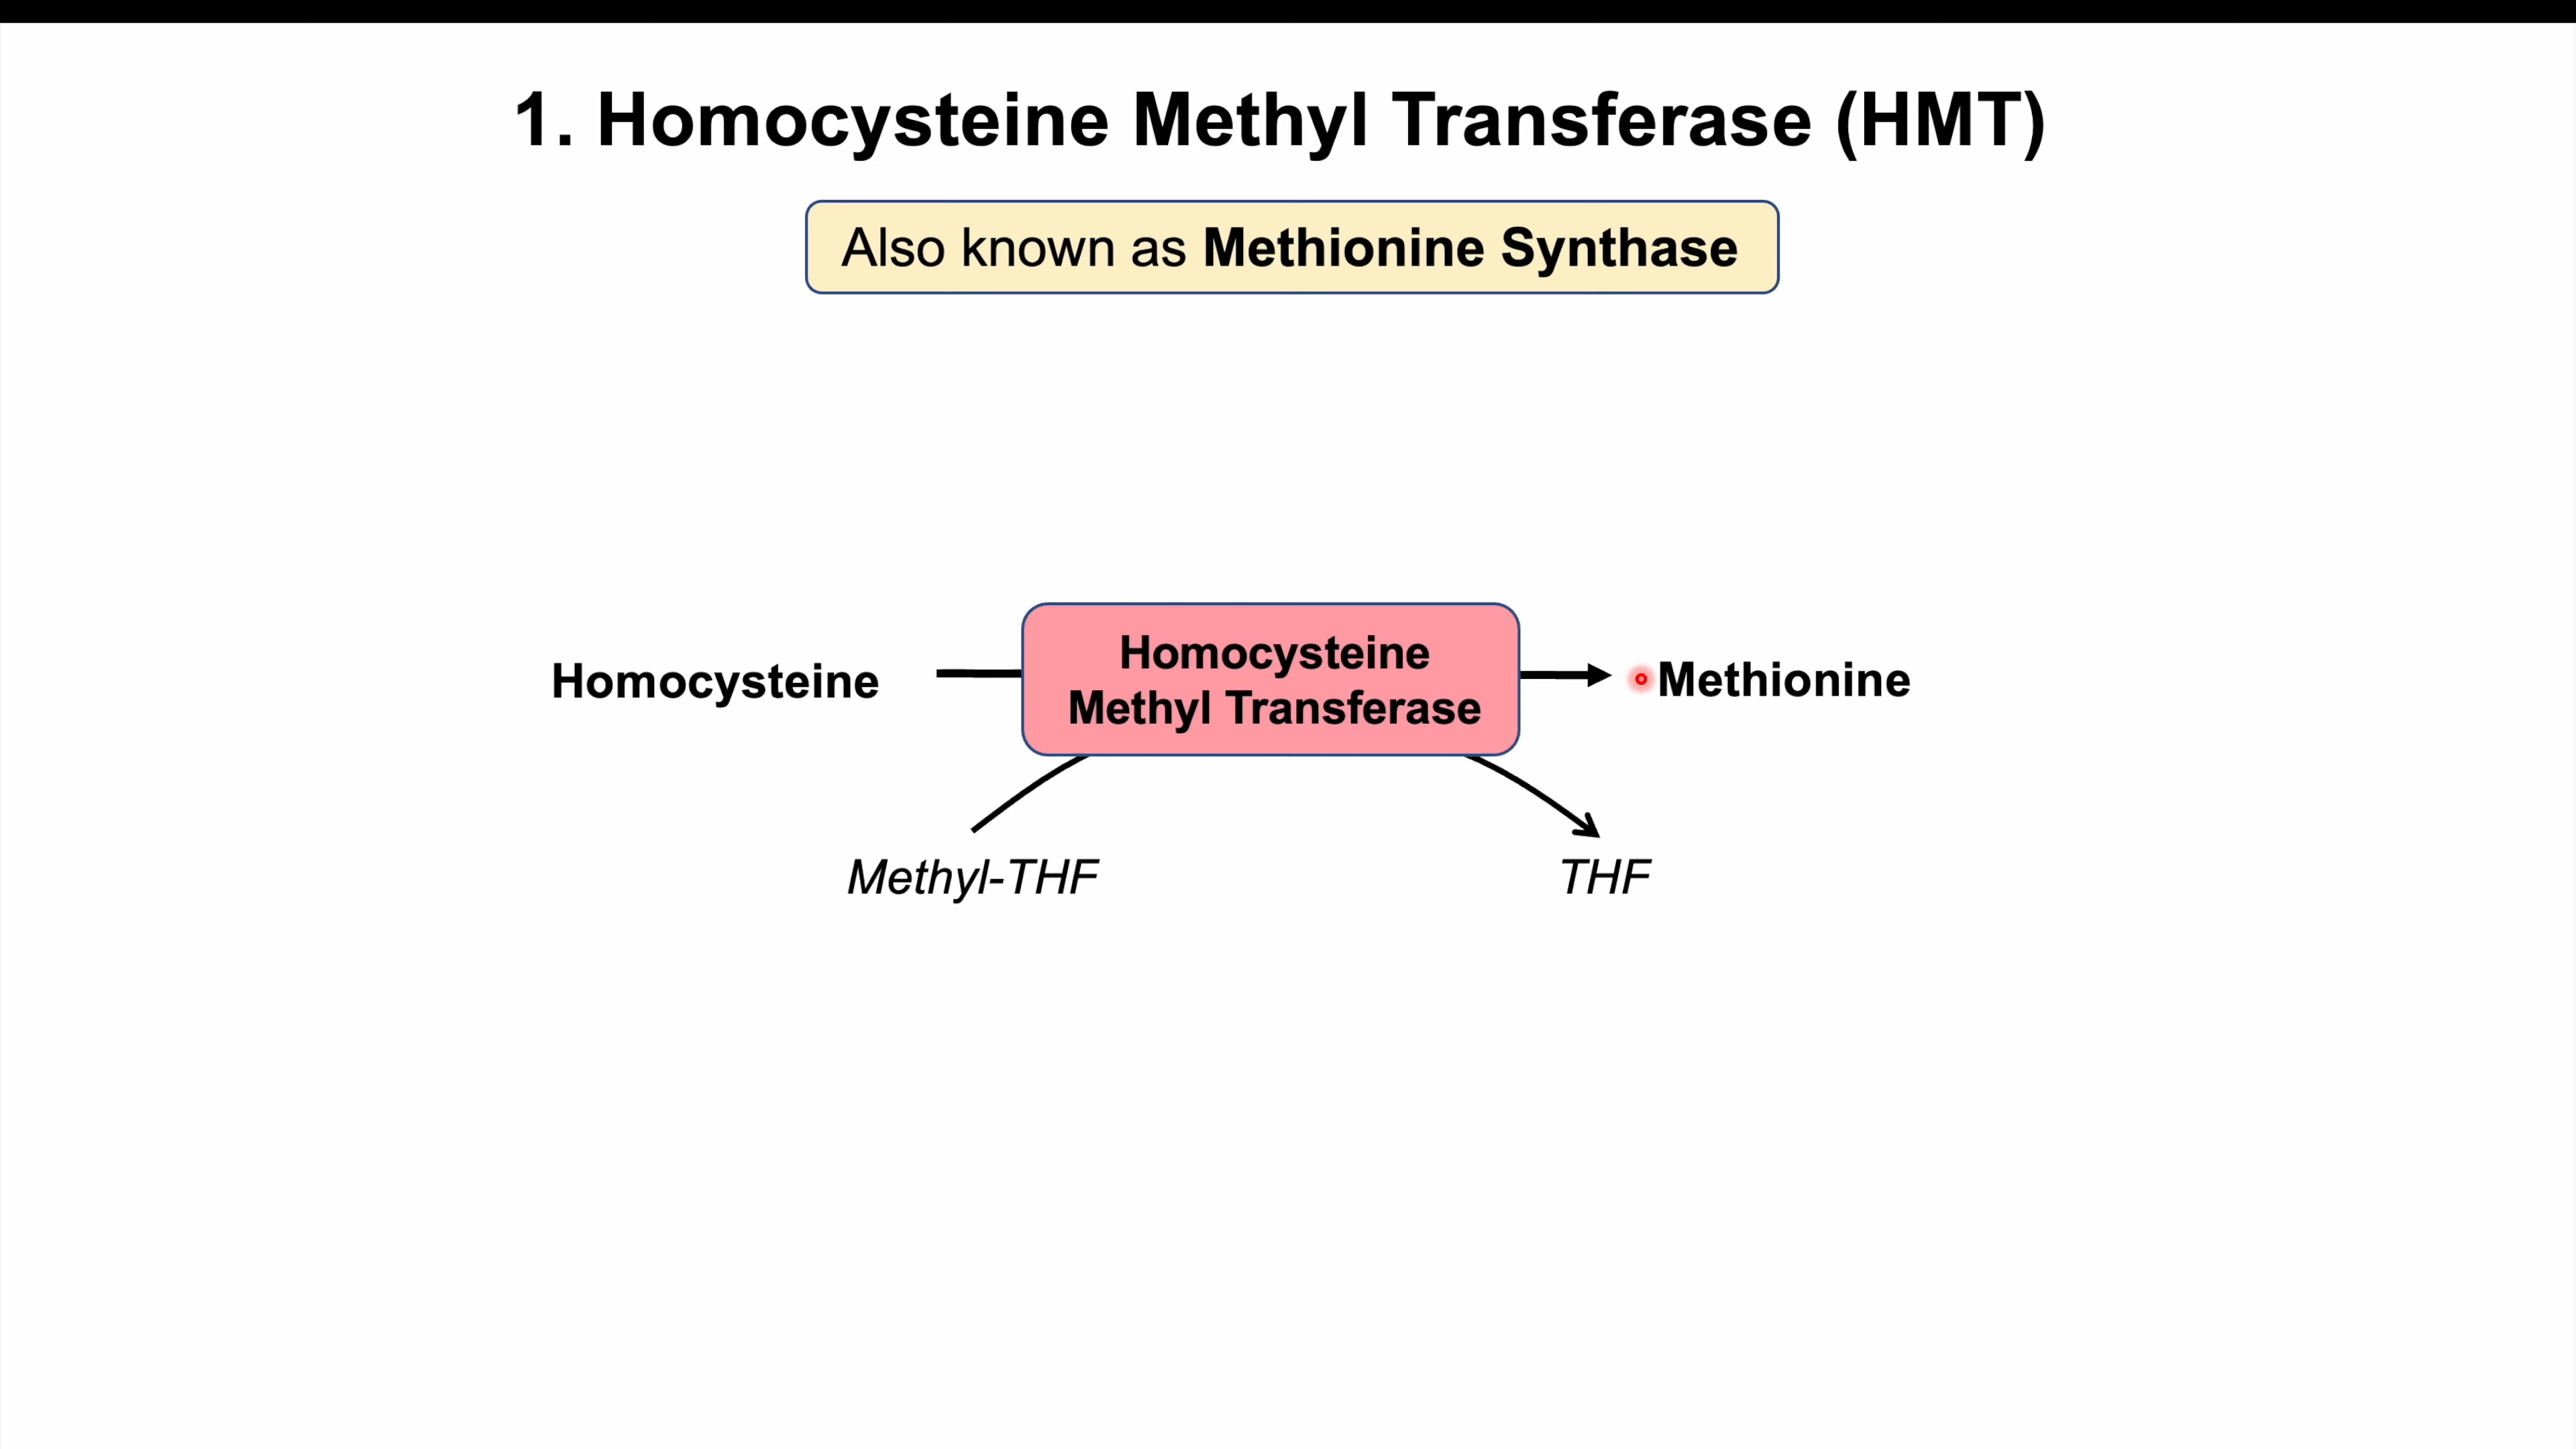 1. Homocysteine Methyl Transferase (HMT)
Also known as Methionine Synthase
Homocysteine
Homocysteine
Methyl Transferase
Methionine
Methyl-THF
THF